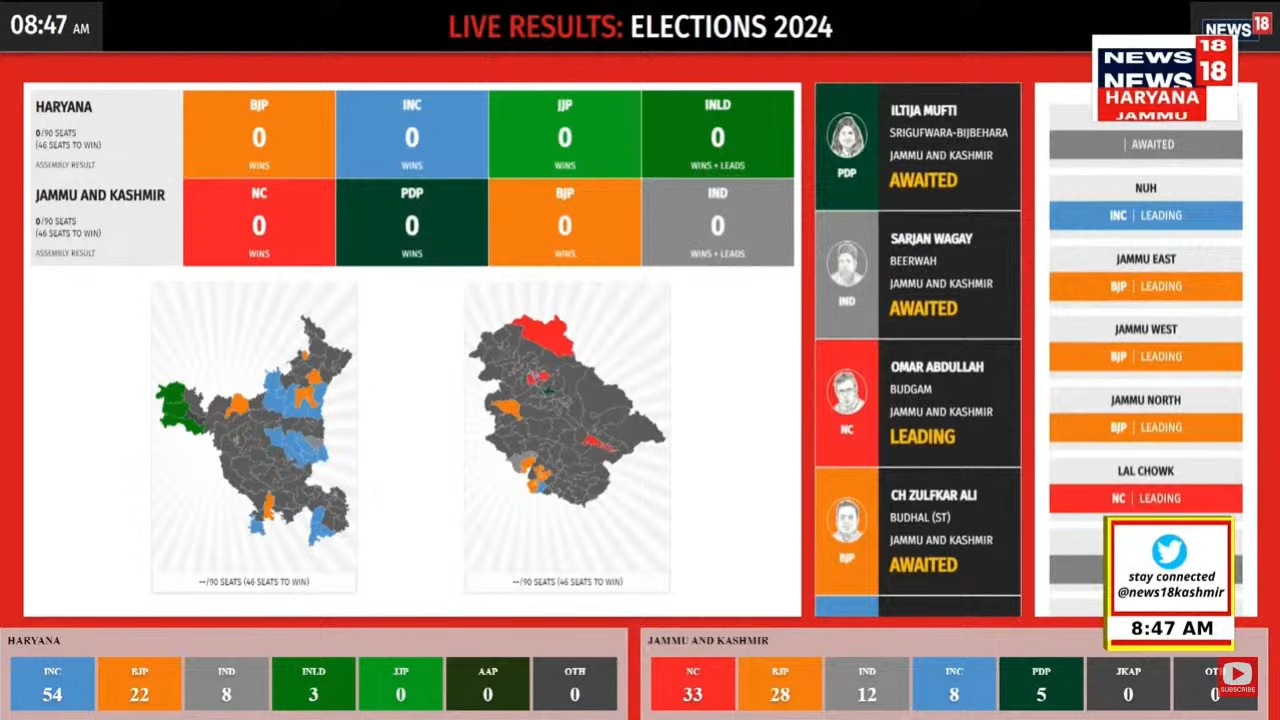 08:47 AM
LIVE RESULTS: ELECTIONS 2024
NEWS 18
NEWS 18
NEWS 18
HARYANA
JAMMU
HARYANA
0/90 SEATS
(46 SEATS TO WIN)
ASSEMBLY RESULT
BJP
0
WINS
INC
0
WINS
JJP
0
WINS
INLD
0
WINS + LEADS
JAMMU AND KASHMIR
0/90 SEATS
(46 SEATS TO WIN)
ASSEMBLY RESULT
NC
0
WINS
PDP
0
WINS
BJP
0
WINS
IND
0
WINS + LEADS
--/90 SEATS (46 SEATS TO WIN)
--/90 SEATS (46 SEATS TO WIN)
PDP
ILTIJA MUFTI
SRIGUFWARA-BIJBEHARA
JAMMU AND KASHMIR
AWAITED
IND
SARJAN WAGAY
BEERWAH
JAMMU AND KASHMIR
AWAITED
NC
OMAR ABDULLAH
BUDGAM
JAMMU AND KASHMIR
LEADING
BJP
CH ZULFKAR ALI
BUDHAL (ST)
JAMMU AND KASHMIR
AWAITED
| AWAITED
NUH
INC | LEADING
JAMMU EAST
BJP | LEADING
JAMMU WEST
BJP | LEADING
JAMMU NORTH
BJP | LEADING
LAL CHOWK
NC | LEADING
stay connected
@news18kashmir
8:47 AM
HARYANA
INC
54
BJP
22
IND
8
INLD
3
JJP
0
AAP
0
OTH
0
JAMMU AND KASHMIR
NC
33
BJP
28
IND
12
INC
8
PDP
5
JKAP
0
0
SUBSCRIBE